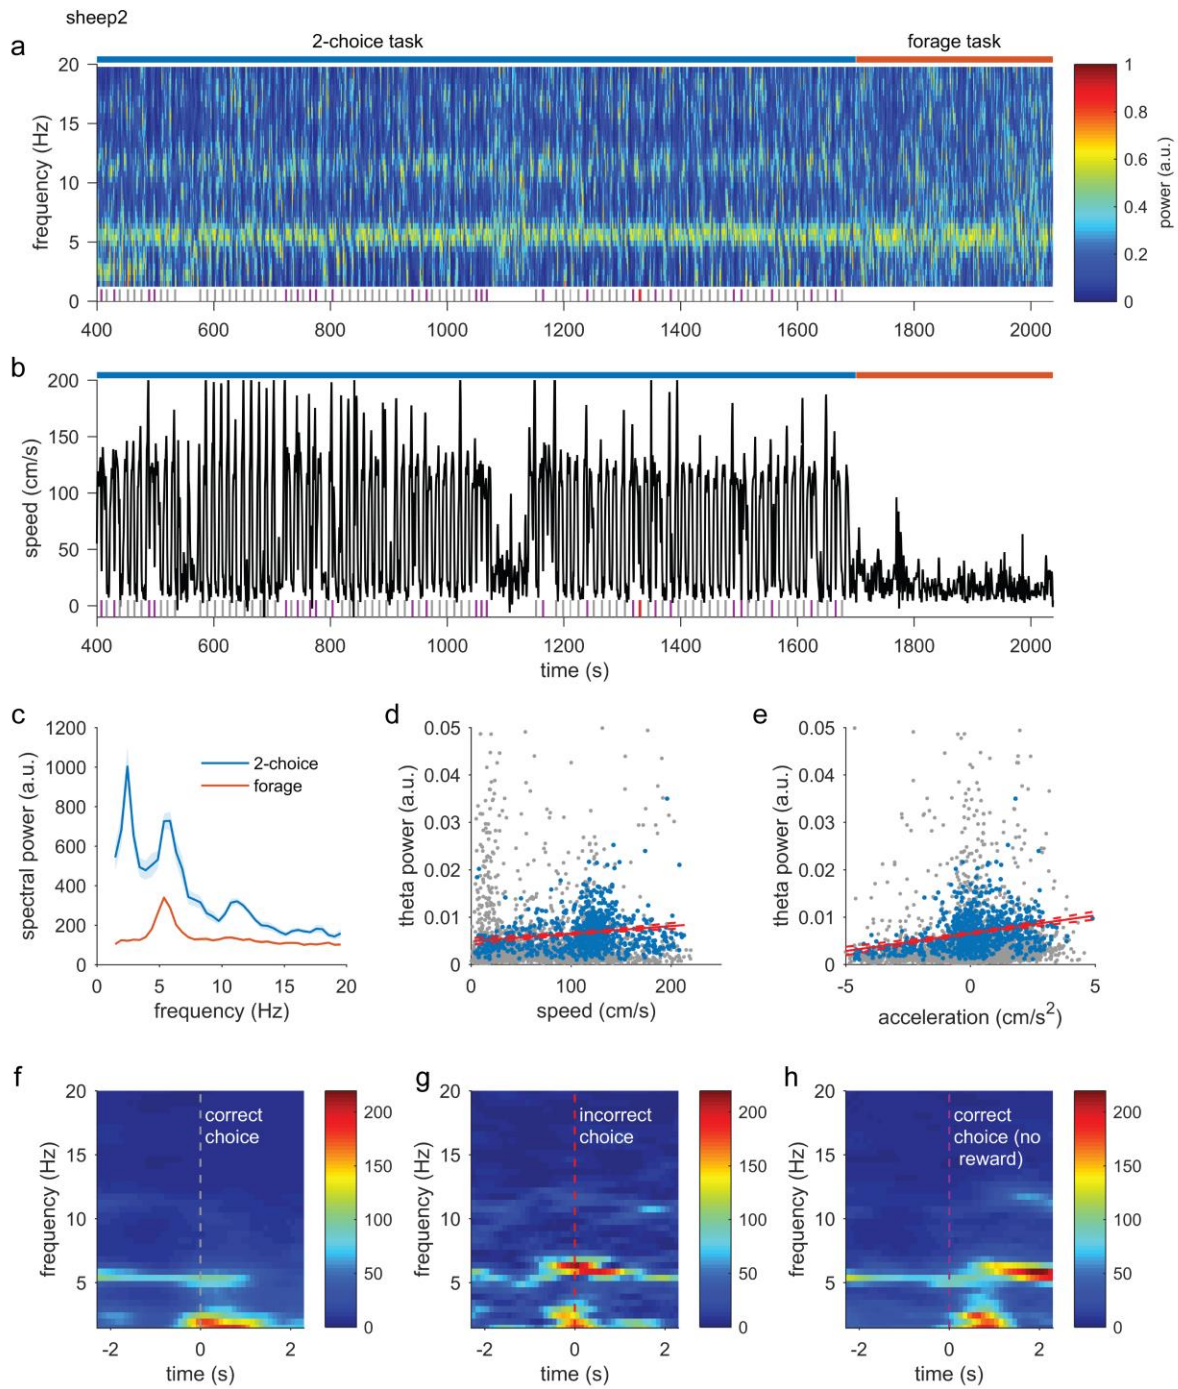 sheep2
a
2-choice task
forage task
20
15
10
5
0
frequency (Hz)
400 600 800 1000 1200 1400 1600 1800 2000
1
0.8
0.6
0.4
0.2
0
power (a.u.)
b
200
150
100
50
0
speed (cm/s)
400 600 800 1000 1200 1400 1600 1800 2000
time (s)
c
1200
1000
800
600
400
200
0
spectral power (a.u.)
2-choice
forage
0 5 10 15 20
frequency (Hz)
d
0.05
0.04
0.03
0.02
0.01
0
theta power (a.u.)
0 100 200
speed (cm/s)
e
0.05
0.04
0.03
0.02
0.01
0
theta power (a.u.)
-5 0 5
acceleration (cm/s²)
f
20
15
10
5
frequency (Hz)
correct
choice
-2 0 2
time (s)
200
150
100
50
0
g
20
15
10
5
frequency (Hz)
incorrect
choice
-2 0 2
time (s)
200
150
100
50
0
h
20
15
10
5
frequency (Hz)
correct
choice (no
reward)
-2 0 2
time (s)
200
150
100
50
0